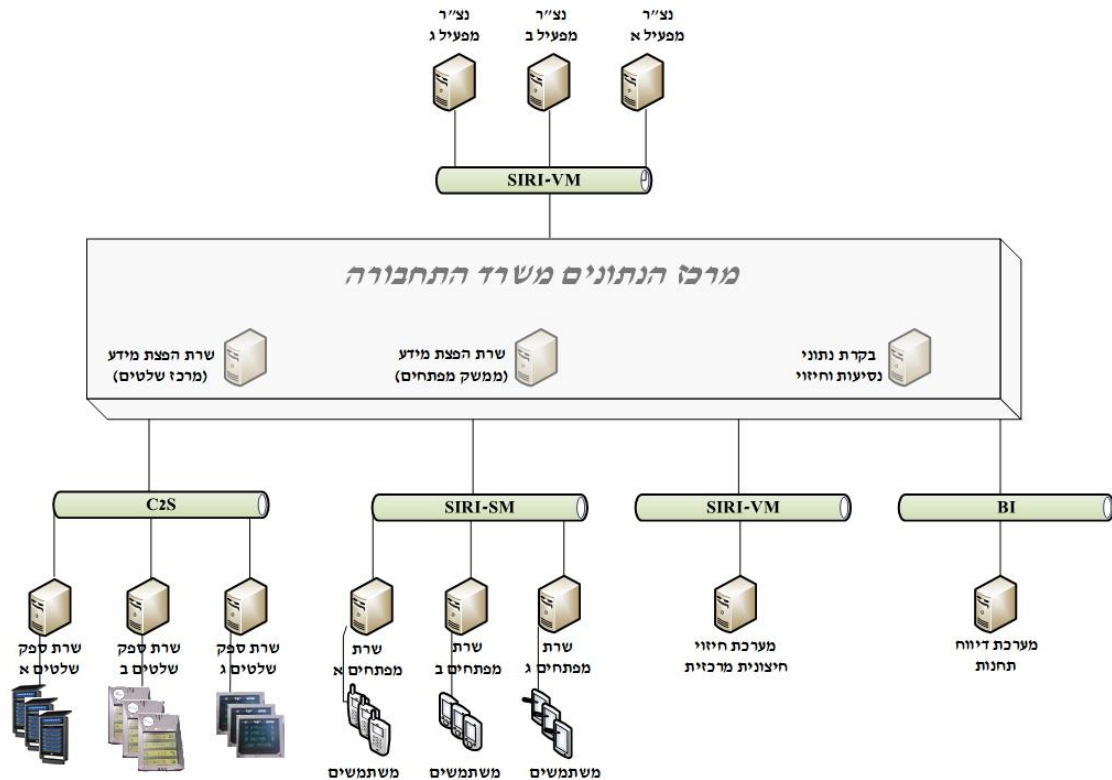 נצ״ר
מפעיל א
נצ״ר
מפעיל ב
נצ״ר
מפעיל ג
SIRI-VM
מרכז הנתונים משרד התחבורה
בקרת נתוני
נסיעות וחיזוי
שרת הפצת מידע
(ממשק מפתחים)
שרת הפצת מידע
(מרכז שלטים)
BI
SIRI-VM
SIRI-SM
C2S
מערכת דיווח
תחנות
מערכת חיזוי
חיצונית מרכזית
שרת
מפתחים ג
שרת
מפתחים ב
שרת
מפתחים א
שרת ספק
שלטים ג
שרת ספק
שלטים ב
שרת ספק
שלטים א
משתמשים
משתמשים
משתמשים